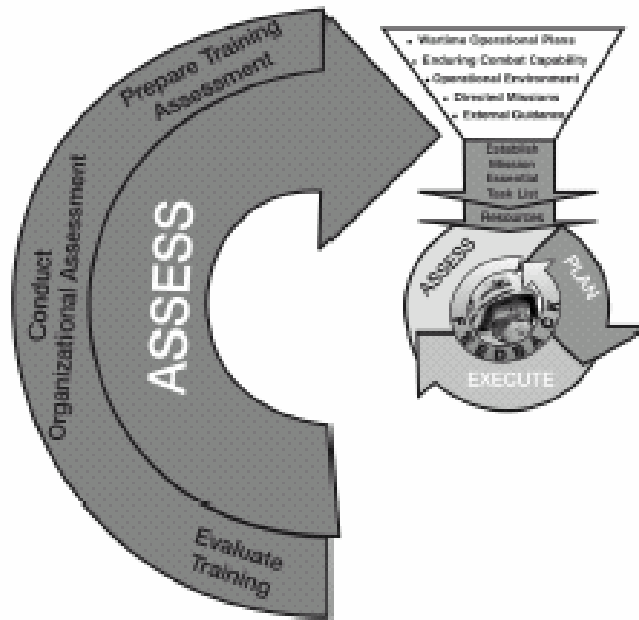 Prepare Training
Assessment
Conduct
Organizational Assessment
Evaluate
Training
ASSESS
• Wartime Operational Plans
• Enduring Combat Capability
• Operational Environment
• Directed Missions
• External Guidance
Establish
Mission
Essential
Task List
Resources
ASSESS
PLAN
EXECUTE
FEEDBACK